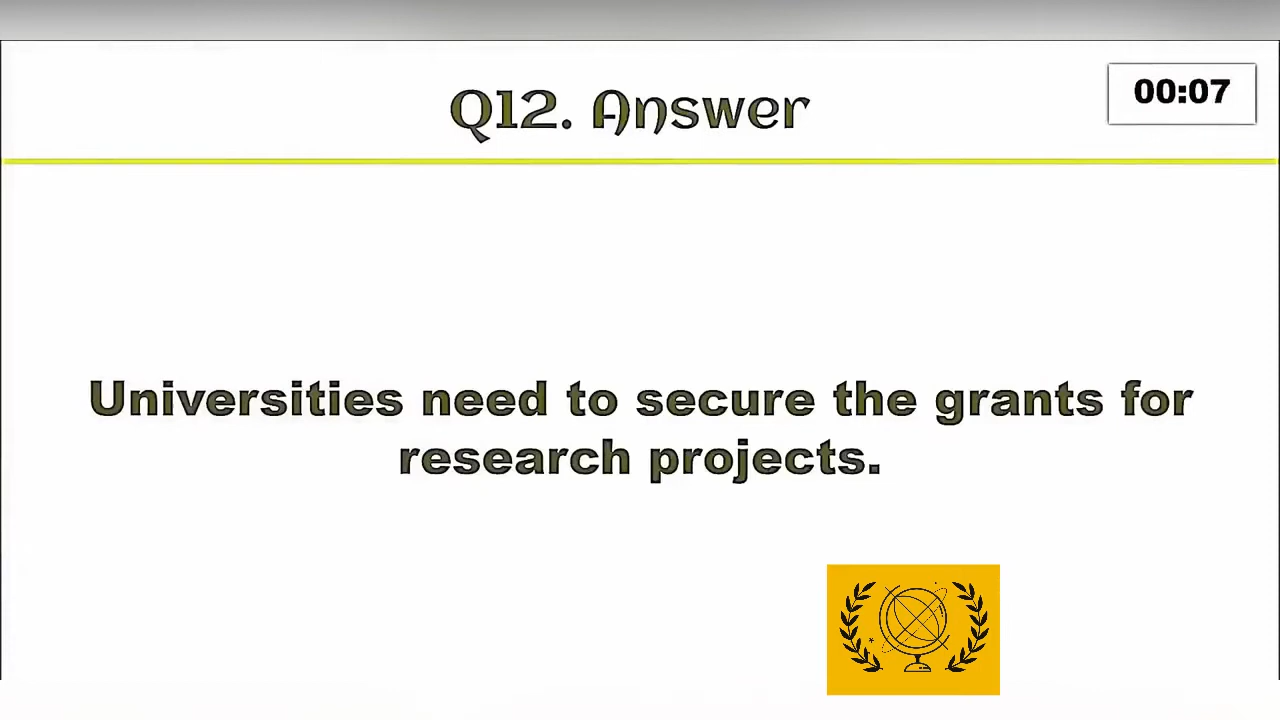 Q12. Answer
00:07
Universities need to secure the grants for
research projects.